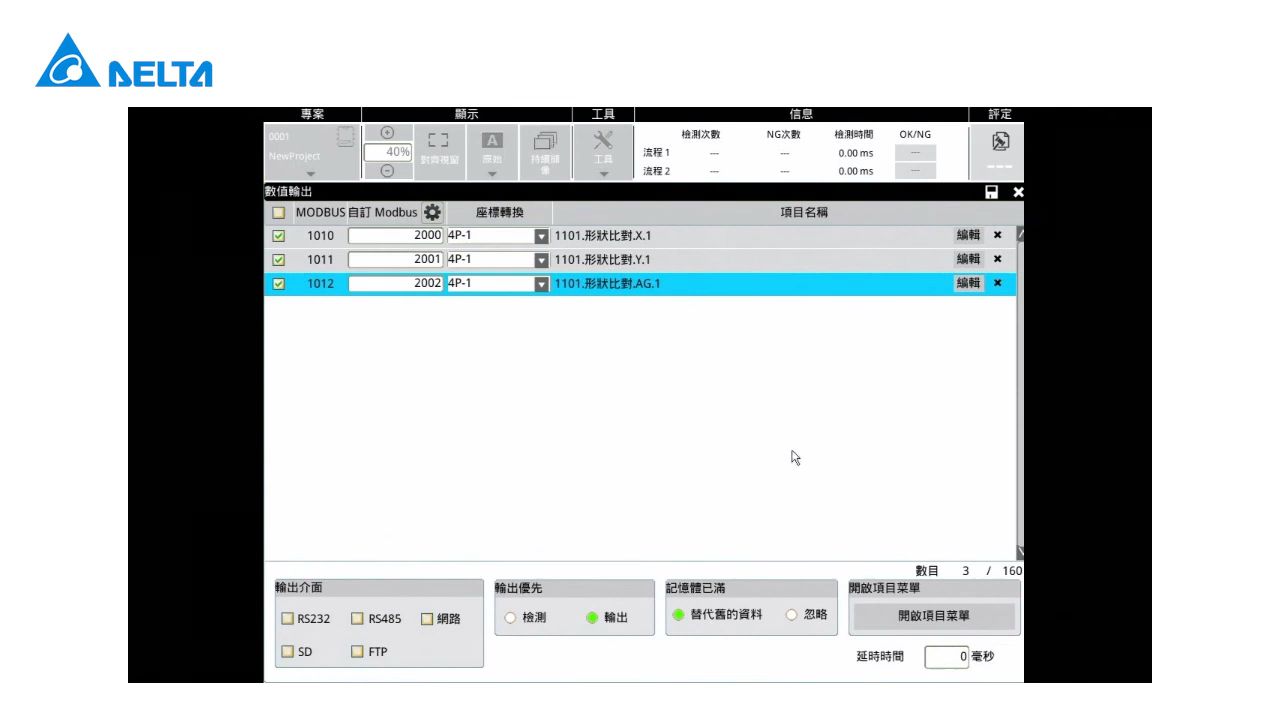 DELTA
專案 顯示 工具 信息 評定
0001
NewProject
40%
對齊視窗
原始
持續頭像
工具
檢測次數 NG次數 檢測時間 OK/NG
流程 1 --- --- 0.00 ms ---
流程 2 --- --- 0.00 ms ---
數值輸出
MODBUS 自訂 Modbus 座標轉換 項目名稱
1010 2000 4P-1 1101.形狀比對.X.1 編輯
1011 2001 4P-1 1101.形狀比對.Y.1 編輯
1012 2002 4P-1 1101.形狀比對.AG.1 編輯
數目 3 / 160
輸出介面 輸出優先 記憶體已滿 開啟項目菜單
RS232 RS485 網路 檢測 輸出 替代舊的資料 忽略 開啟項目菜單
SD FTP 延時時間 0 毫秒